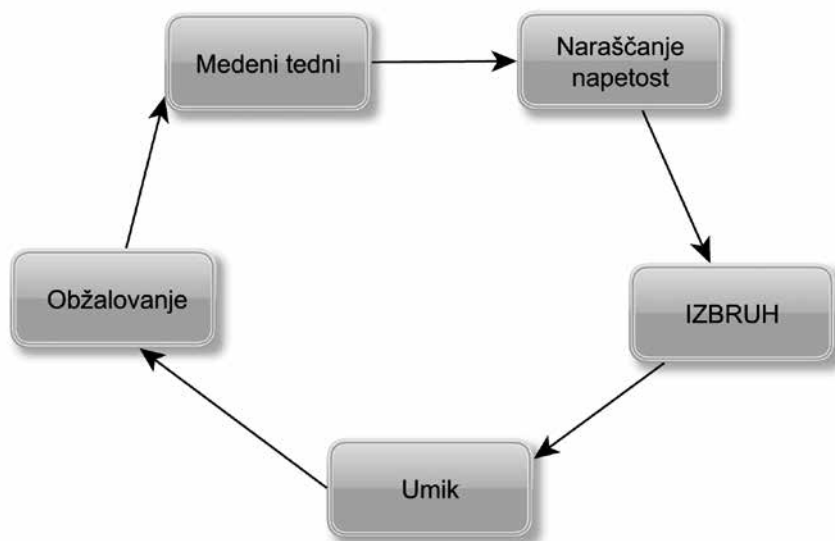 Medeni tedni
Naraščanje
napetost
IZBRUH
Umik
Obžalovanje